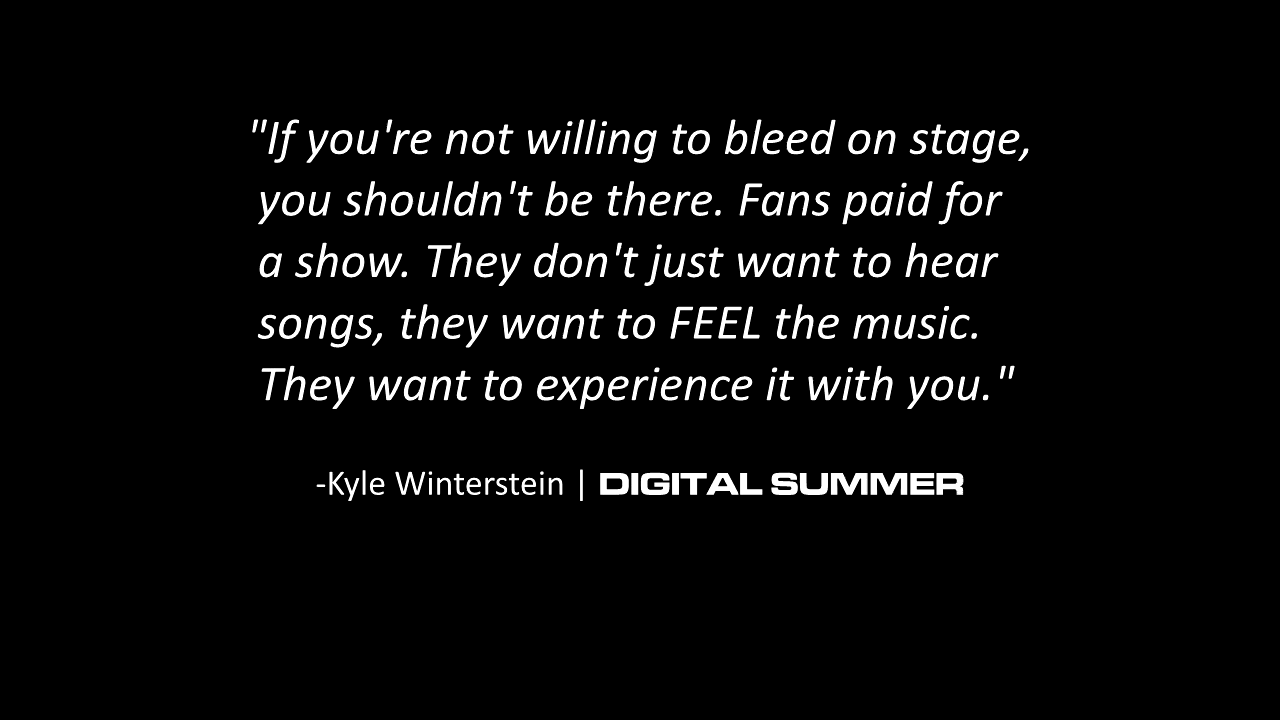 "If you're not willing to bleed on stage,
you shouldn't be there. Fans paid for
a show. They don't just want to hear
songs, they want to FEEL the music.
They want to experience it with you."
-Kyle Winterstein | DIGITAL SUMMER